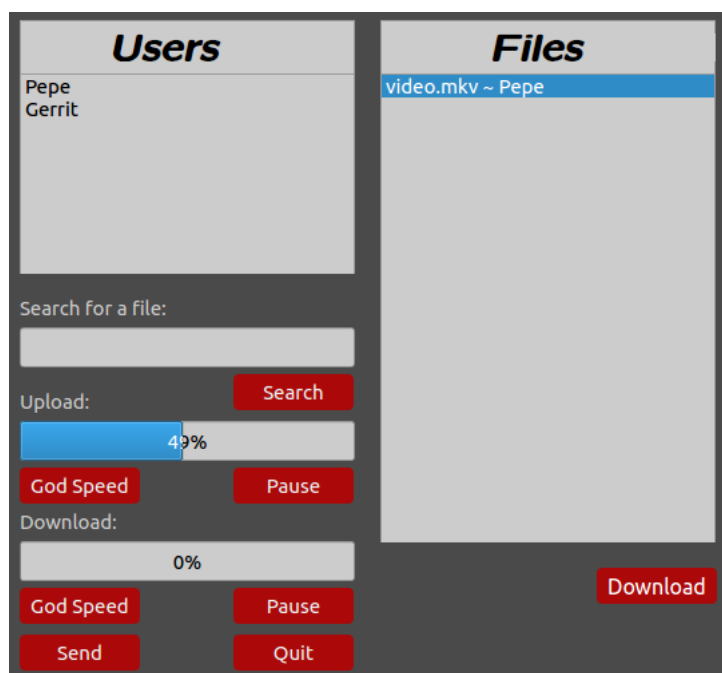 Users
Pepe
Gerrit
Search for a file:
Search
Upload:
49%
God Speed
Pause
Download:
0%
God Speed
Pause
Send
Quit
Files
video.mkv ~ Pepe
Download